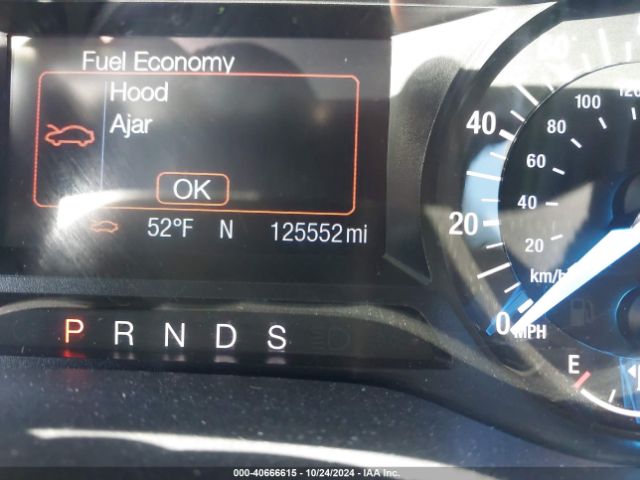 Fuel Economy
Hood
Ajar
OK
52°F N 125552 mi
P R N D S
40
20
0
MPH
120
100
80
60
40
20
km/h
E
000-40666615 - 10/24/2024 - IAA Inc.